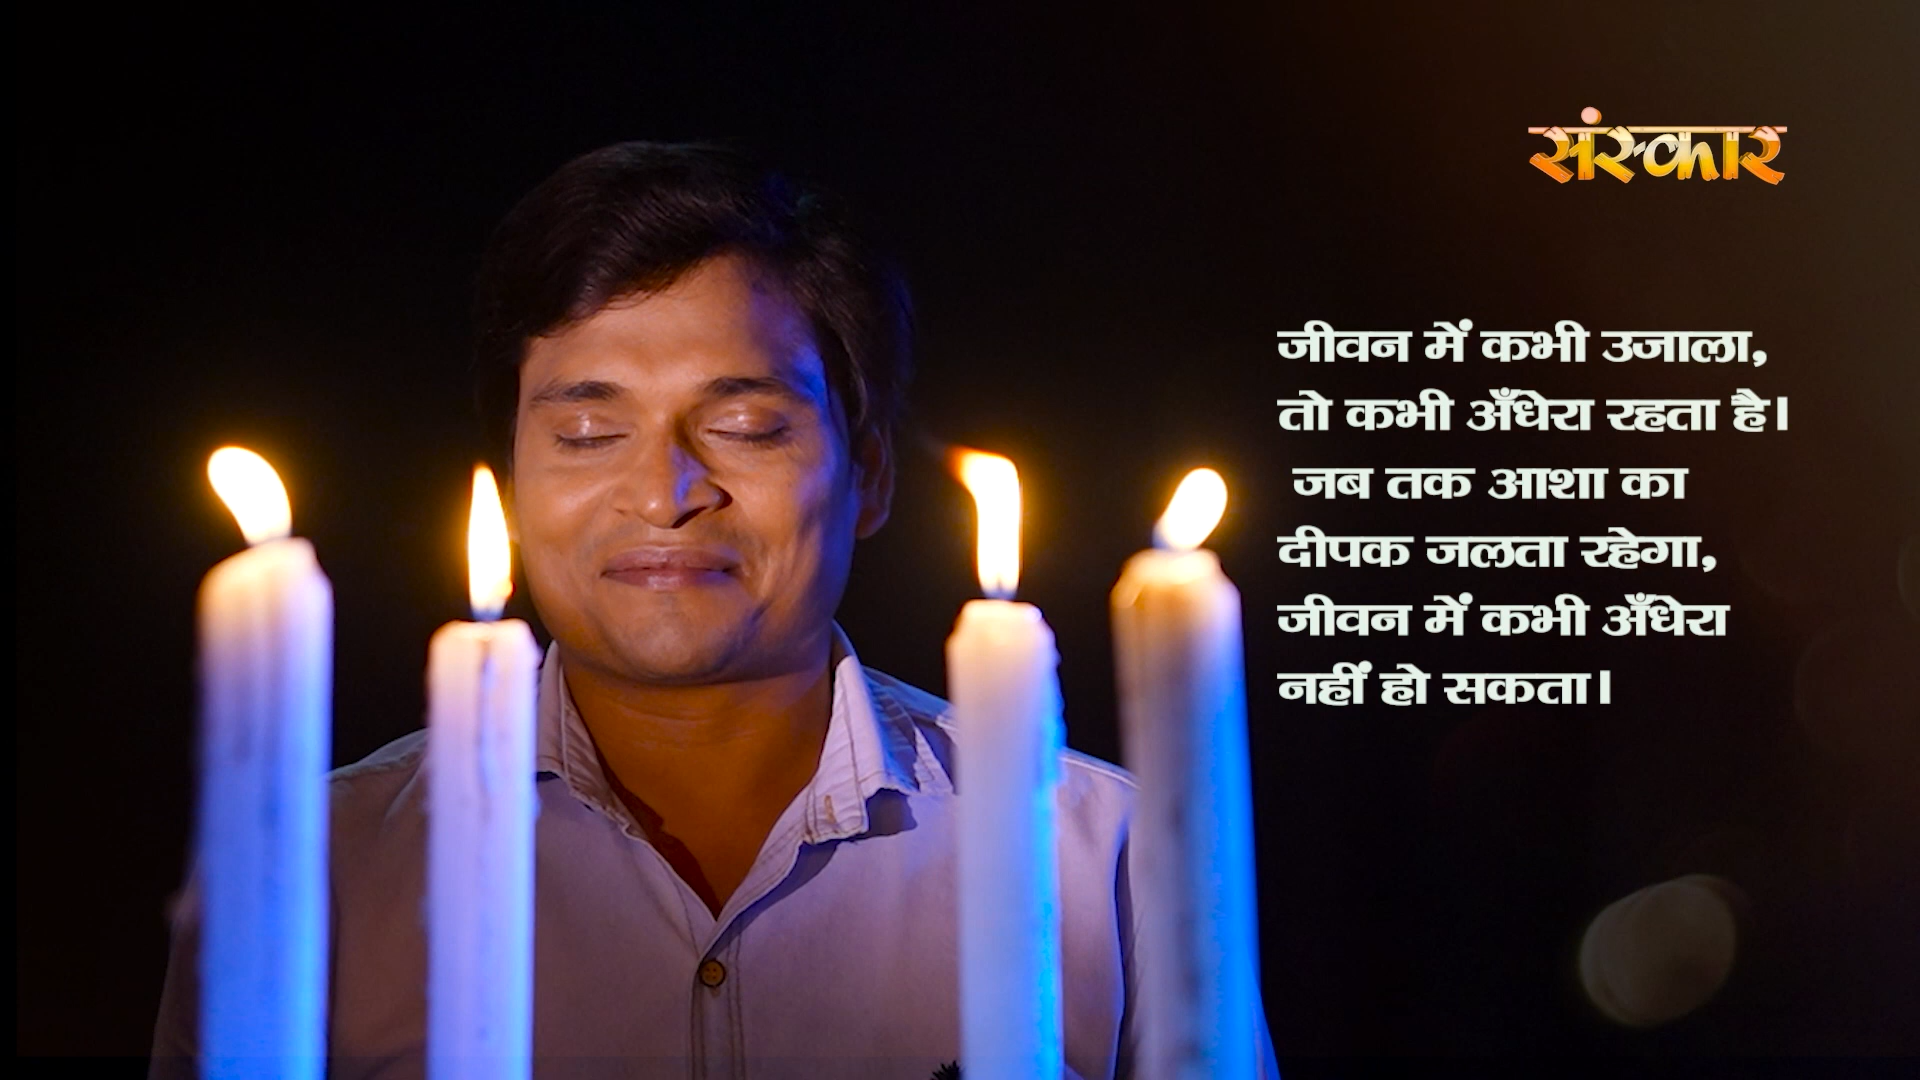 संस्कार
जीवन में कभी उजाला,
तो कभी अँधेरा रहता है।
जब तक आशा का
दीपक जलता रहेगा,
जीवन में कभी अँधेरा
नहीं हो सकता।